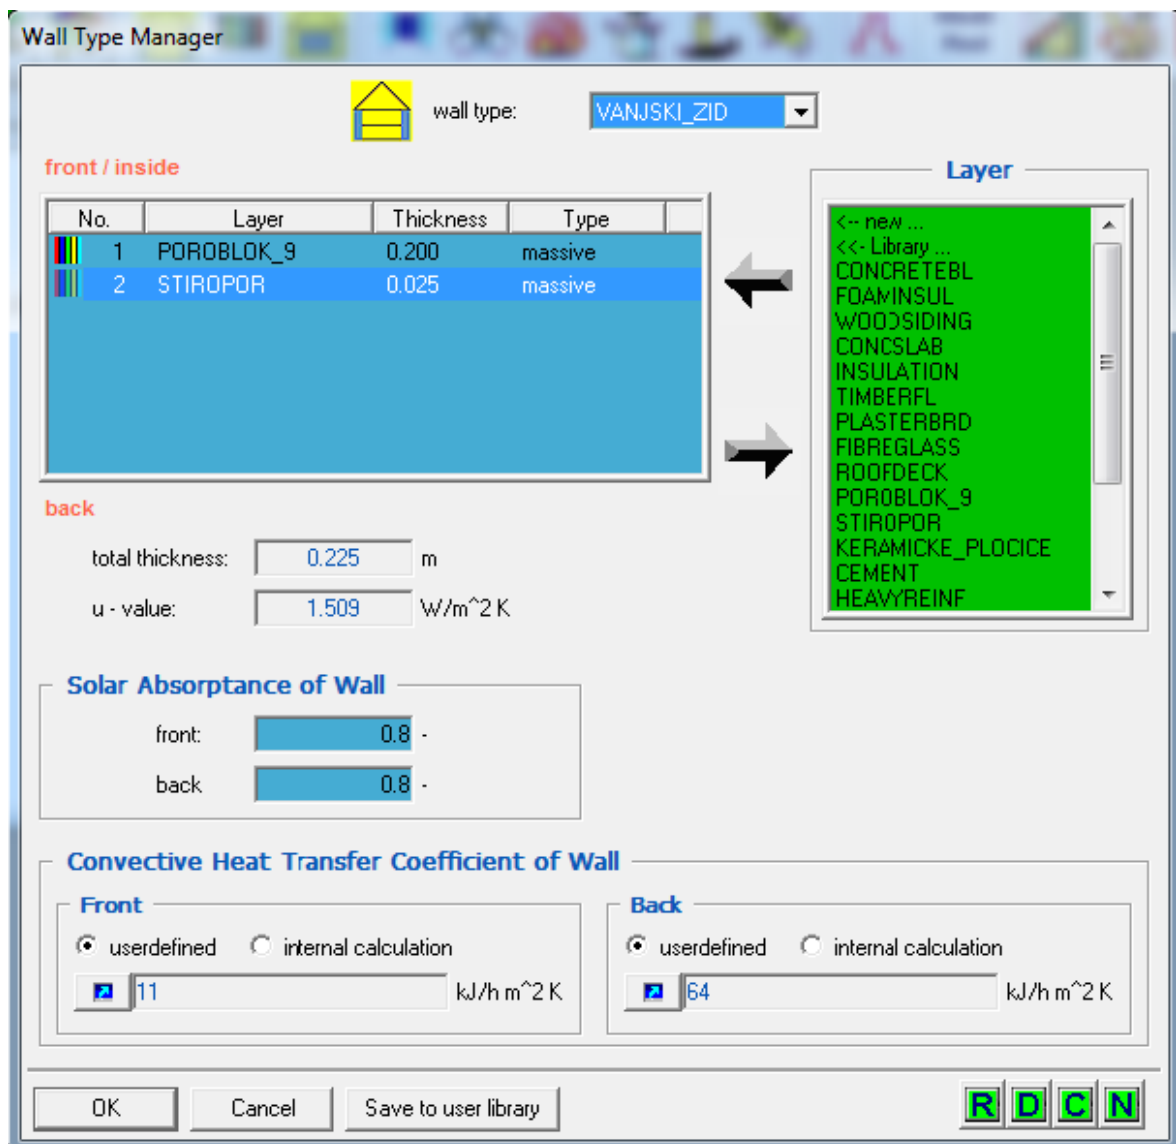 Wall Type Manager
wall type: VANJSKI_ZID
front / inside
No. Layer Thickness Type
1 POROBLOK_9 0.200 massive
2 STIROPOR 0.025 massive
Layer
<-- new ...
<<- Library ...
CONCRETEBL
FOAMINSUL
WOODSIDING
CONCSLAB
INSULATION
TIMBERFL
PLASTERBRD
FIBREGLASS
ROOFDECK
POROBLOK_9
STIROPOR
KERAMICKE_PLOCICE
CEMENT
HEAVYREINF
back
total thickness: 0.225 m
u - value: 1.509 W/m^2 K
Solar Absorptance of Wall
front: 0.8 -
back 0.8 -
Convective Heat Transfer Coefficient of Wall
Front
userdefined internal calculation
11 kJ/h m^2 K
Back
userdefined internal calculation
64 kJ/h m^2 K
OK Cancel Save to user library R D C N